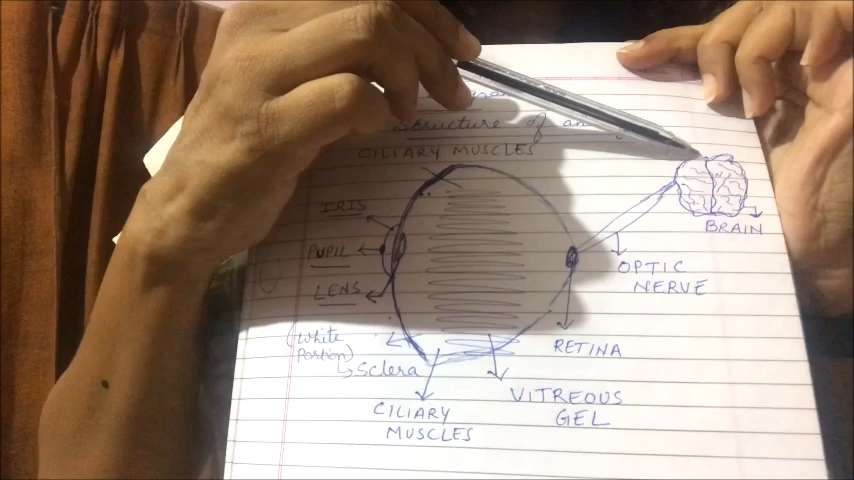 Structure of an
CILIARY MUSCLES
IRIS
PUPIL
LENS
(White
Portion)
Sclera
CILIARY
MUSCLES
VITREOUS
GEL
RETINA
OPTIC
NERVE
BRAIN